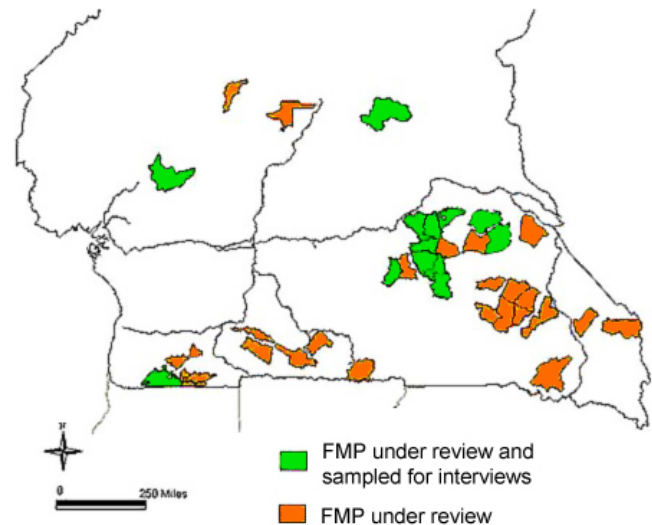 N
0
250 Miles
FMP under review and
sampled for interviews
FMP under review